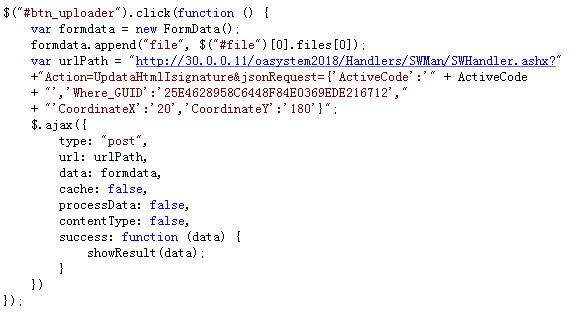 $("#btn_uploader").click(function () {
    var formdata = new FormData();
    formdata.append("file", $("#file")[0].files[0]);
    var urlPath = "http://30.0.0.11/oasystem2018/Handlers/SWMan/SWHandler.ashx?"
    +"Action=UpdataHtmlIsignature&jsonRequest={'ActiveCode':'" + ActiveCode
    + "','Where_GUID':'25E4628958C6448F84E0369EDE216712',"
    + "'CoordinateX':'20','CoordinateY':'180'}";
    $.ajax({
        type: "post",
        url: urlPath,
        data: formdata,
        cache: false,
        processData: false,
        contentType: false,
        success: function (data) {
            showResult(data);
        }
    })
});